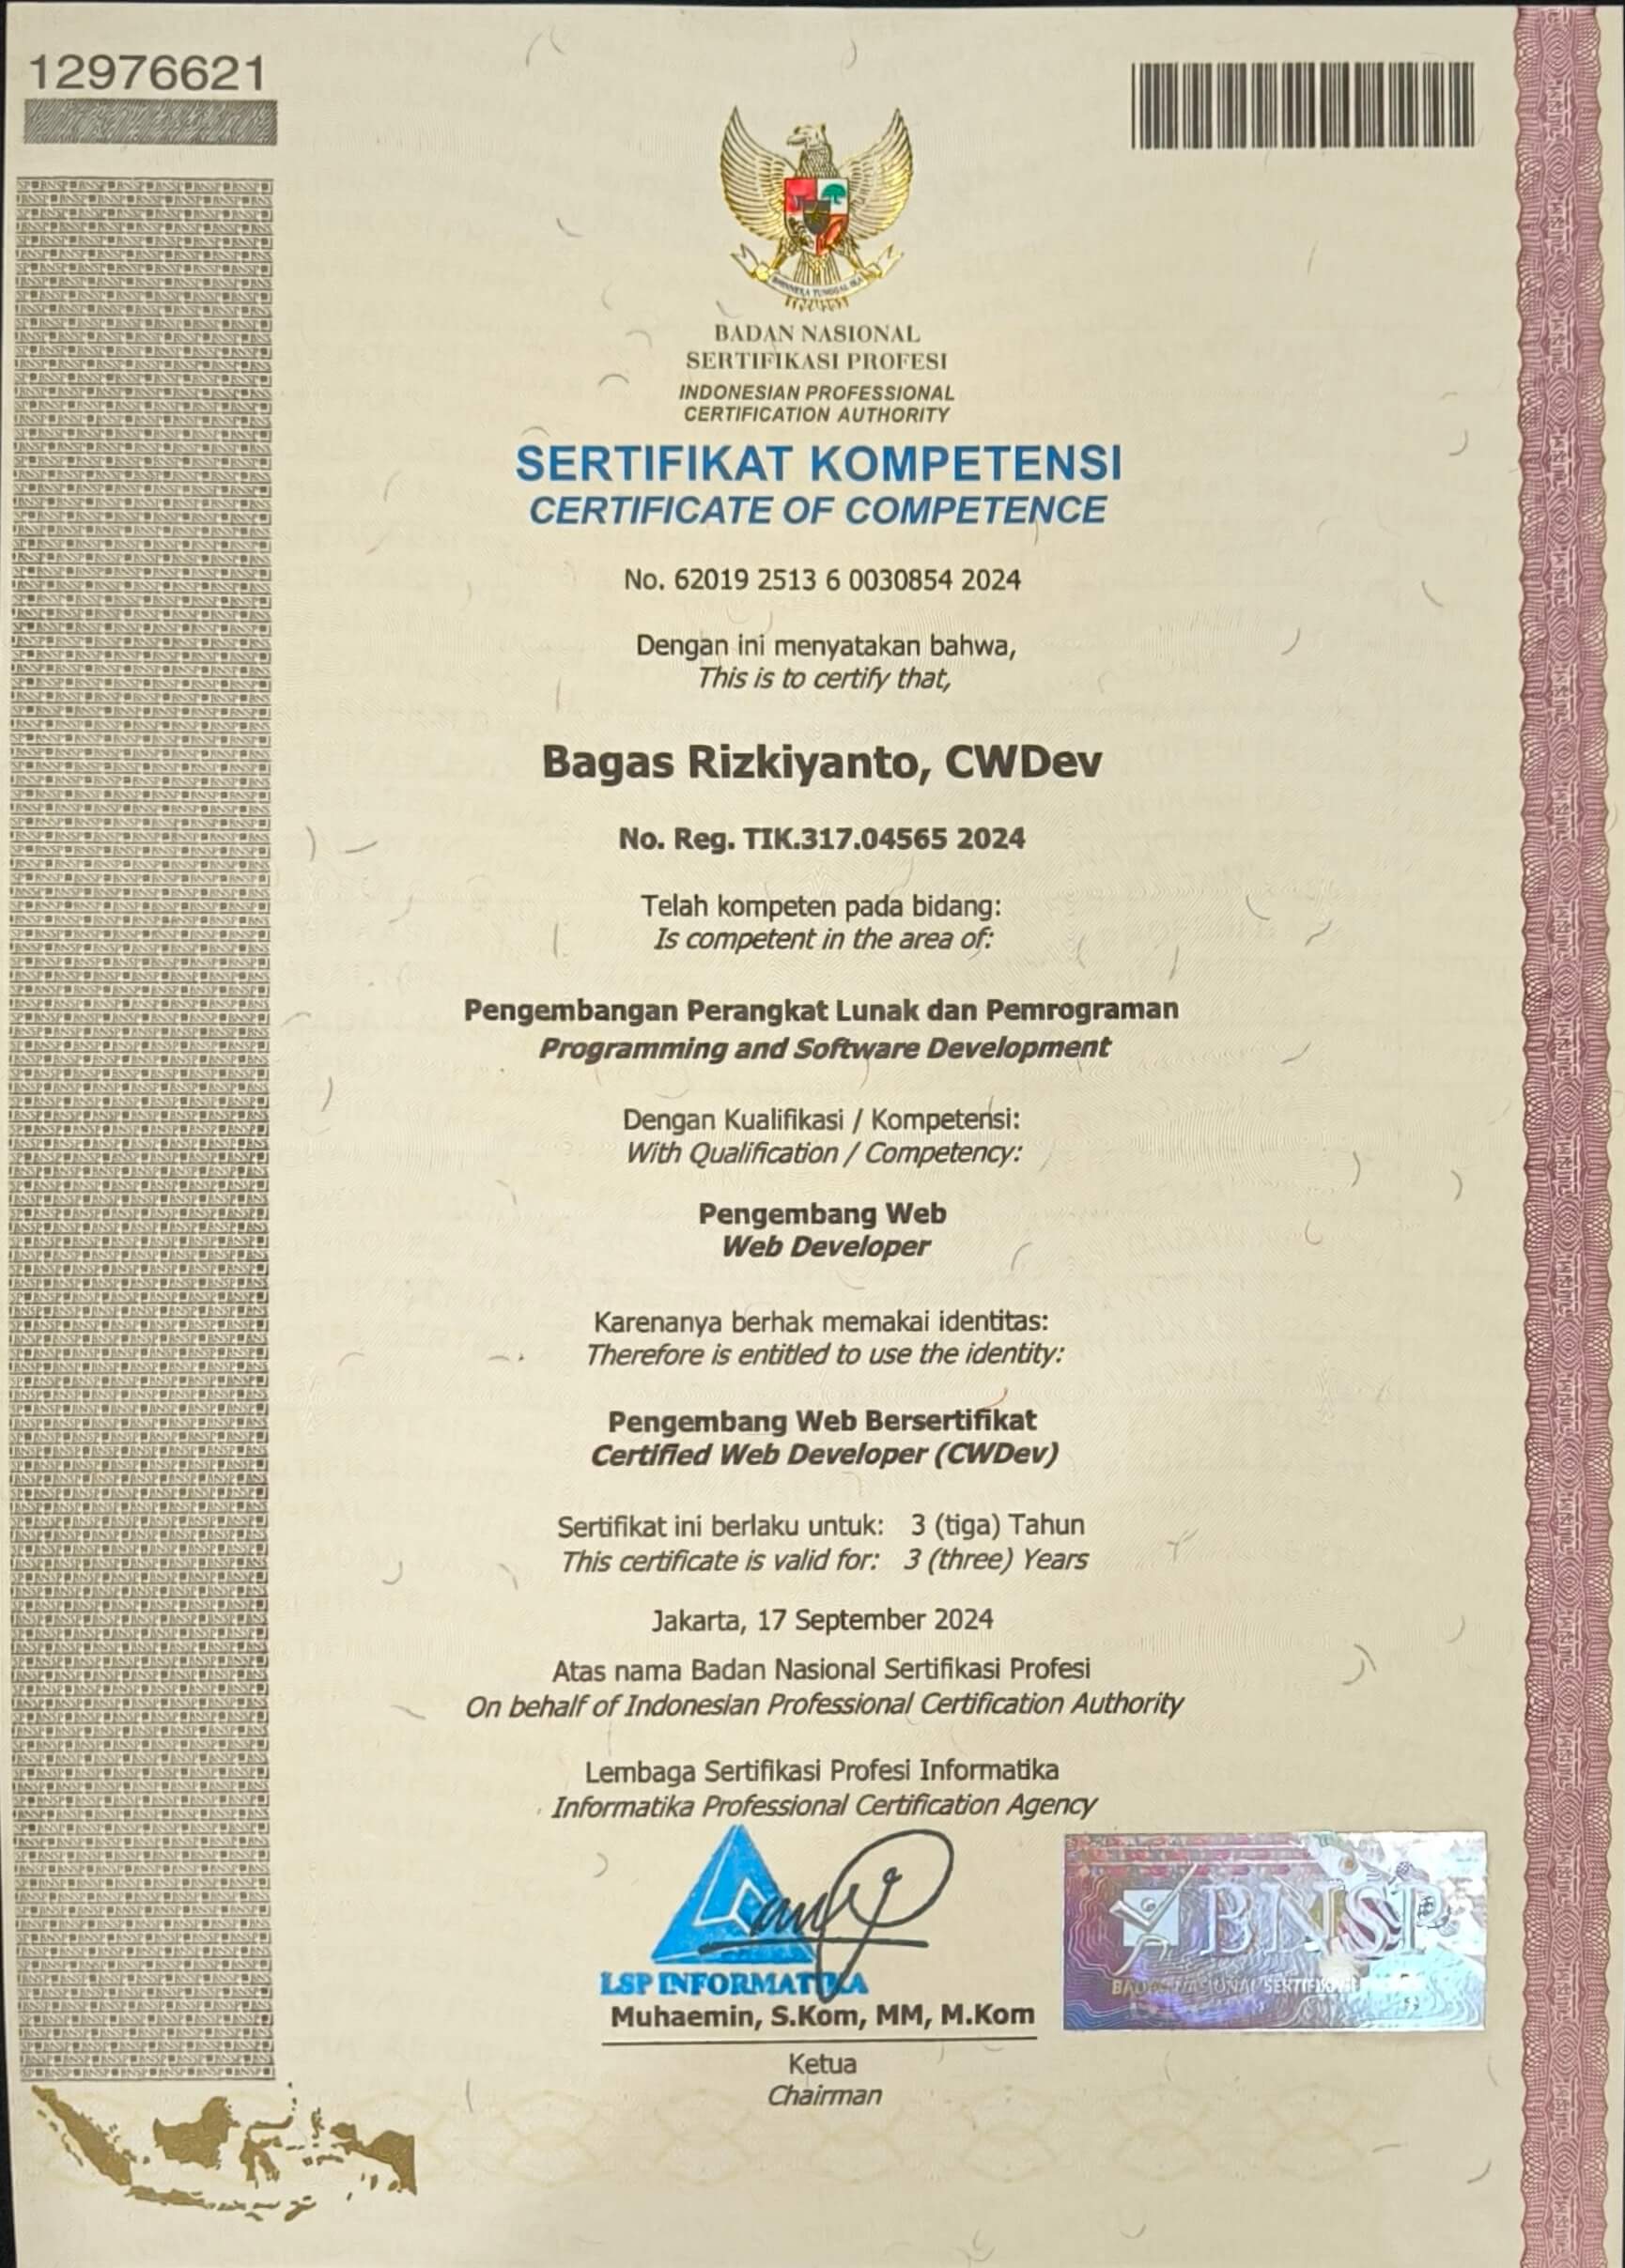 12976621
BHINNEKA TUNGGAL IKA
BADAN NASIONAL
SERTIFIKASI PROFESI
INDONESIAN PROFESSIONAL
CERTIFICATION AUTHORITY
SERTIFIKAT KOMPETENSI
CERTIFICATE OF COMPETENCE
No. 62019 2513 6 0030854 2024
Dengan ini menyatakan bahwa,
This is to certify that,
Bagas Rizkiyanto, CWDev
No. Reg. TIK.317.04565 2024
Telah kompeten pada bidang:
Is competent in the area of:
Pengembangan Perangkat Lunak dan Pemrograman
Programming and Software Development
Dengan Kualifikasi / Kompetensi:
With Qualification / Competency:
Pengembang Web
Web Developer
Karenanya berhak memakai identitas:
Therefore is entitled to use the identity:
Pengembang Web Bersertifikat
Certified Web Developer (CWDev)
Sertifikat ini berlaku untuk: 3 (tiga) Tahun
This certificate is valid for: 3 (three) Years
Jakarta, 17 September 2024
Atas nama Badan Nasional Sertifikasi Profesi
On behalf of Indonesian Professional Certification Authority
Lembaga Sertifikasi Profesi Informatika
Informatika Professional Certification Agency
LSP INFORMATIKA
BNSP
Muhaemin, S.Kom, MM, M.Kom
Ketua
Chairman